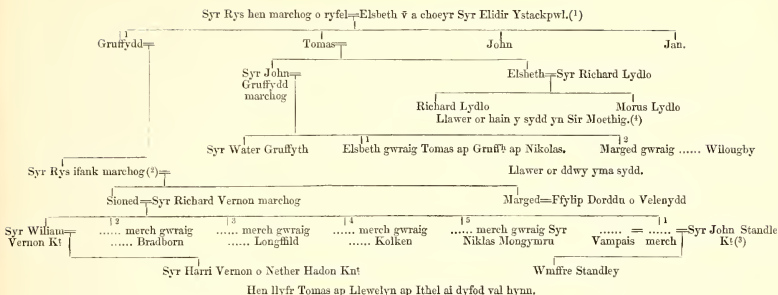 Syr Rys hen marchog o ryfel=Elsbeth v̄ a choeyr Syr Elidir Ystackpwl.(¹)
|1 Gruffydd= Tomas= John Jan.
Syr John= Gruffydd marchog Elsbeth=Syr Richard Lydlo
Richard Lydlo Morus Lydlo
Llawer or hain y sydd yn Sir Moethig.(⁴)
Syr Water Gruffyth |1 Elsbeth gwraig Tomas ap Gruffh ap Nikolas. |2 Marged gwraig ...... Wilougby
Syr Rys ifank marchog(²)= Llawer or ddwy yma sydd.
Sioned=Syr Richard Vernon marchog Marged=Ffylip Dorddu o Velenydd
Syr Wiliam= Vernon Kt |2 ...... merch gwraig ...... Bradborn |3 ...... merch gwraig ...... Longffild |4 ...... merch gwraig ...... Kolken |5 ...... merch gwraig Syr Niklas Mongymru ...... = Vampais |1 ...... merch =Syr John Standle Kt(³)
Syr Harri Vernon o Nether Hadon Knt Wmffre Standley
Hen llyfr Tomas ap Llewelyn ap Ithel ai dyfod val hynn.